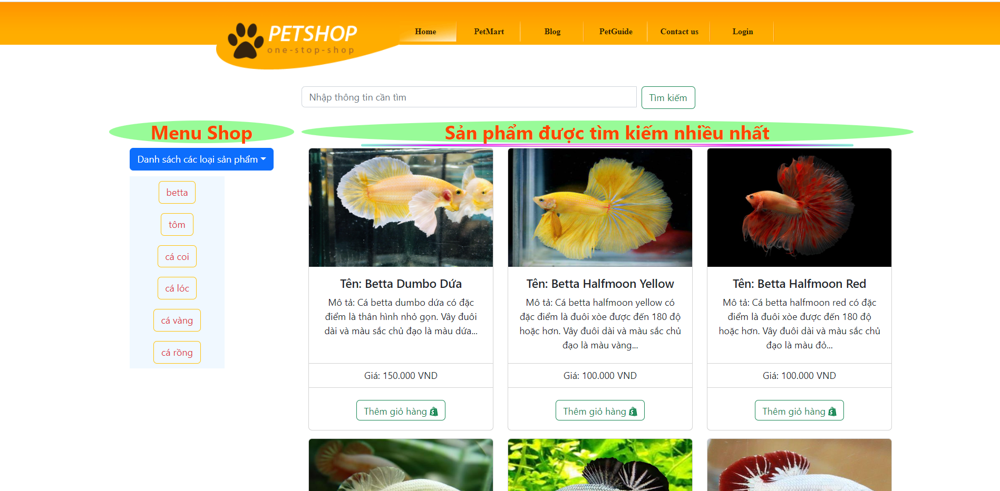 PETSHOP
one-stop-shop
Home
PetMart
Blog
PetGuide
Contact us
Login
Nhập thông tin cần tìm
Tìm kiếm
Menu Shop
Sản phẩm được tìm kiếm nhiều nhất
Danh sách các loại sản phẩm
betta
tôm
cá coi
cá lóc
cá vàng
cá rồng
Tên: Betta Dumbo Dứa
Mô tả: Cá betta dumbo dứa có đặc
điểm là thân hình nhỏ gọn. Vây đuôi
dài và màu sắc chủ đạo là màu dứa...
Giá: 150.000 VND
Thêm giỏ hàng
Tên: Betta Halfmoon Yellow
Mô tả: Cá betta halfmoon yellow có
đặc điểm là đuôi xòe được đến 180 độ
hoặc hơn. Vây đuôi dài và màu sắc chủ
đạo là màu vàng...
Giá: 100.000 VND
Thêm giỏ hàng
Tên: Betta Halfmoon Red
Mô tả: Cá betta halfmoon red có đặc
điểm là đuôi xòe được đến 180 độ
hoặc hơn. Vây đuôi dài và màu sắc chủ
đạo là màu đỏ...
Giá: 100.000 VND
Thêm giỏ hàng